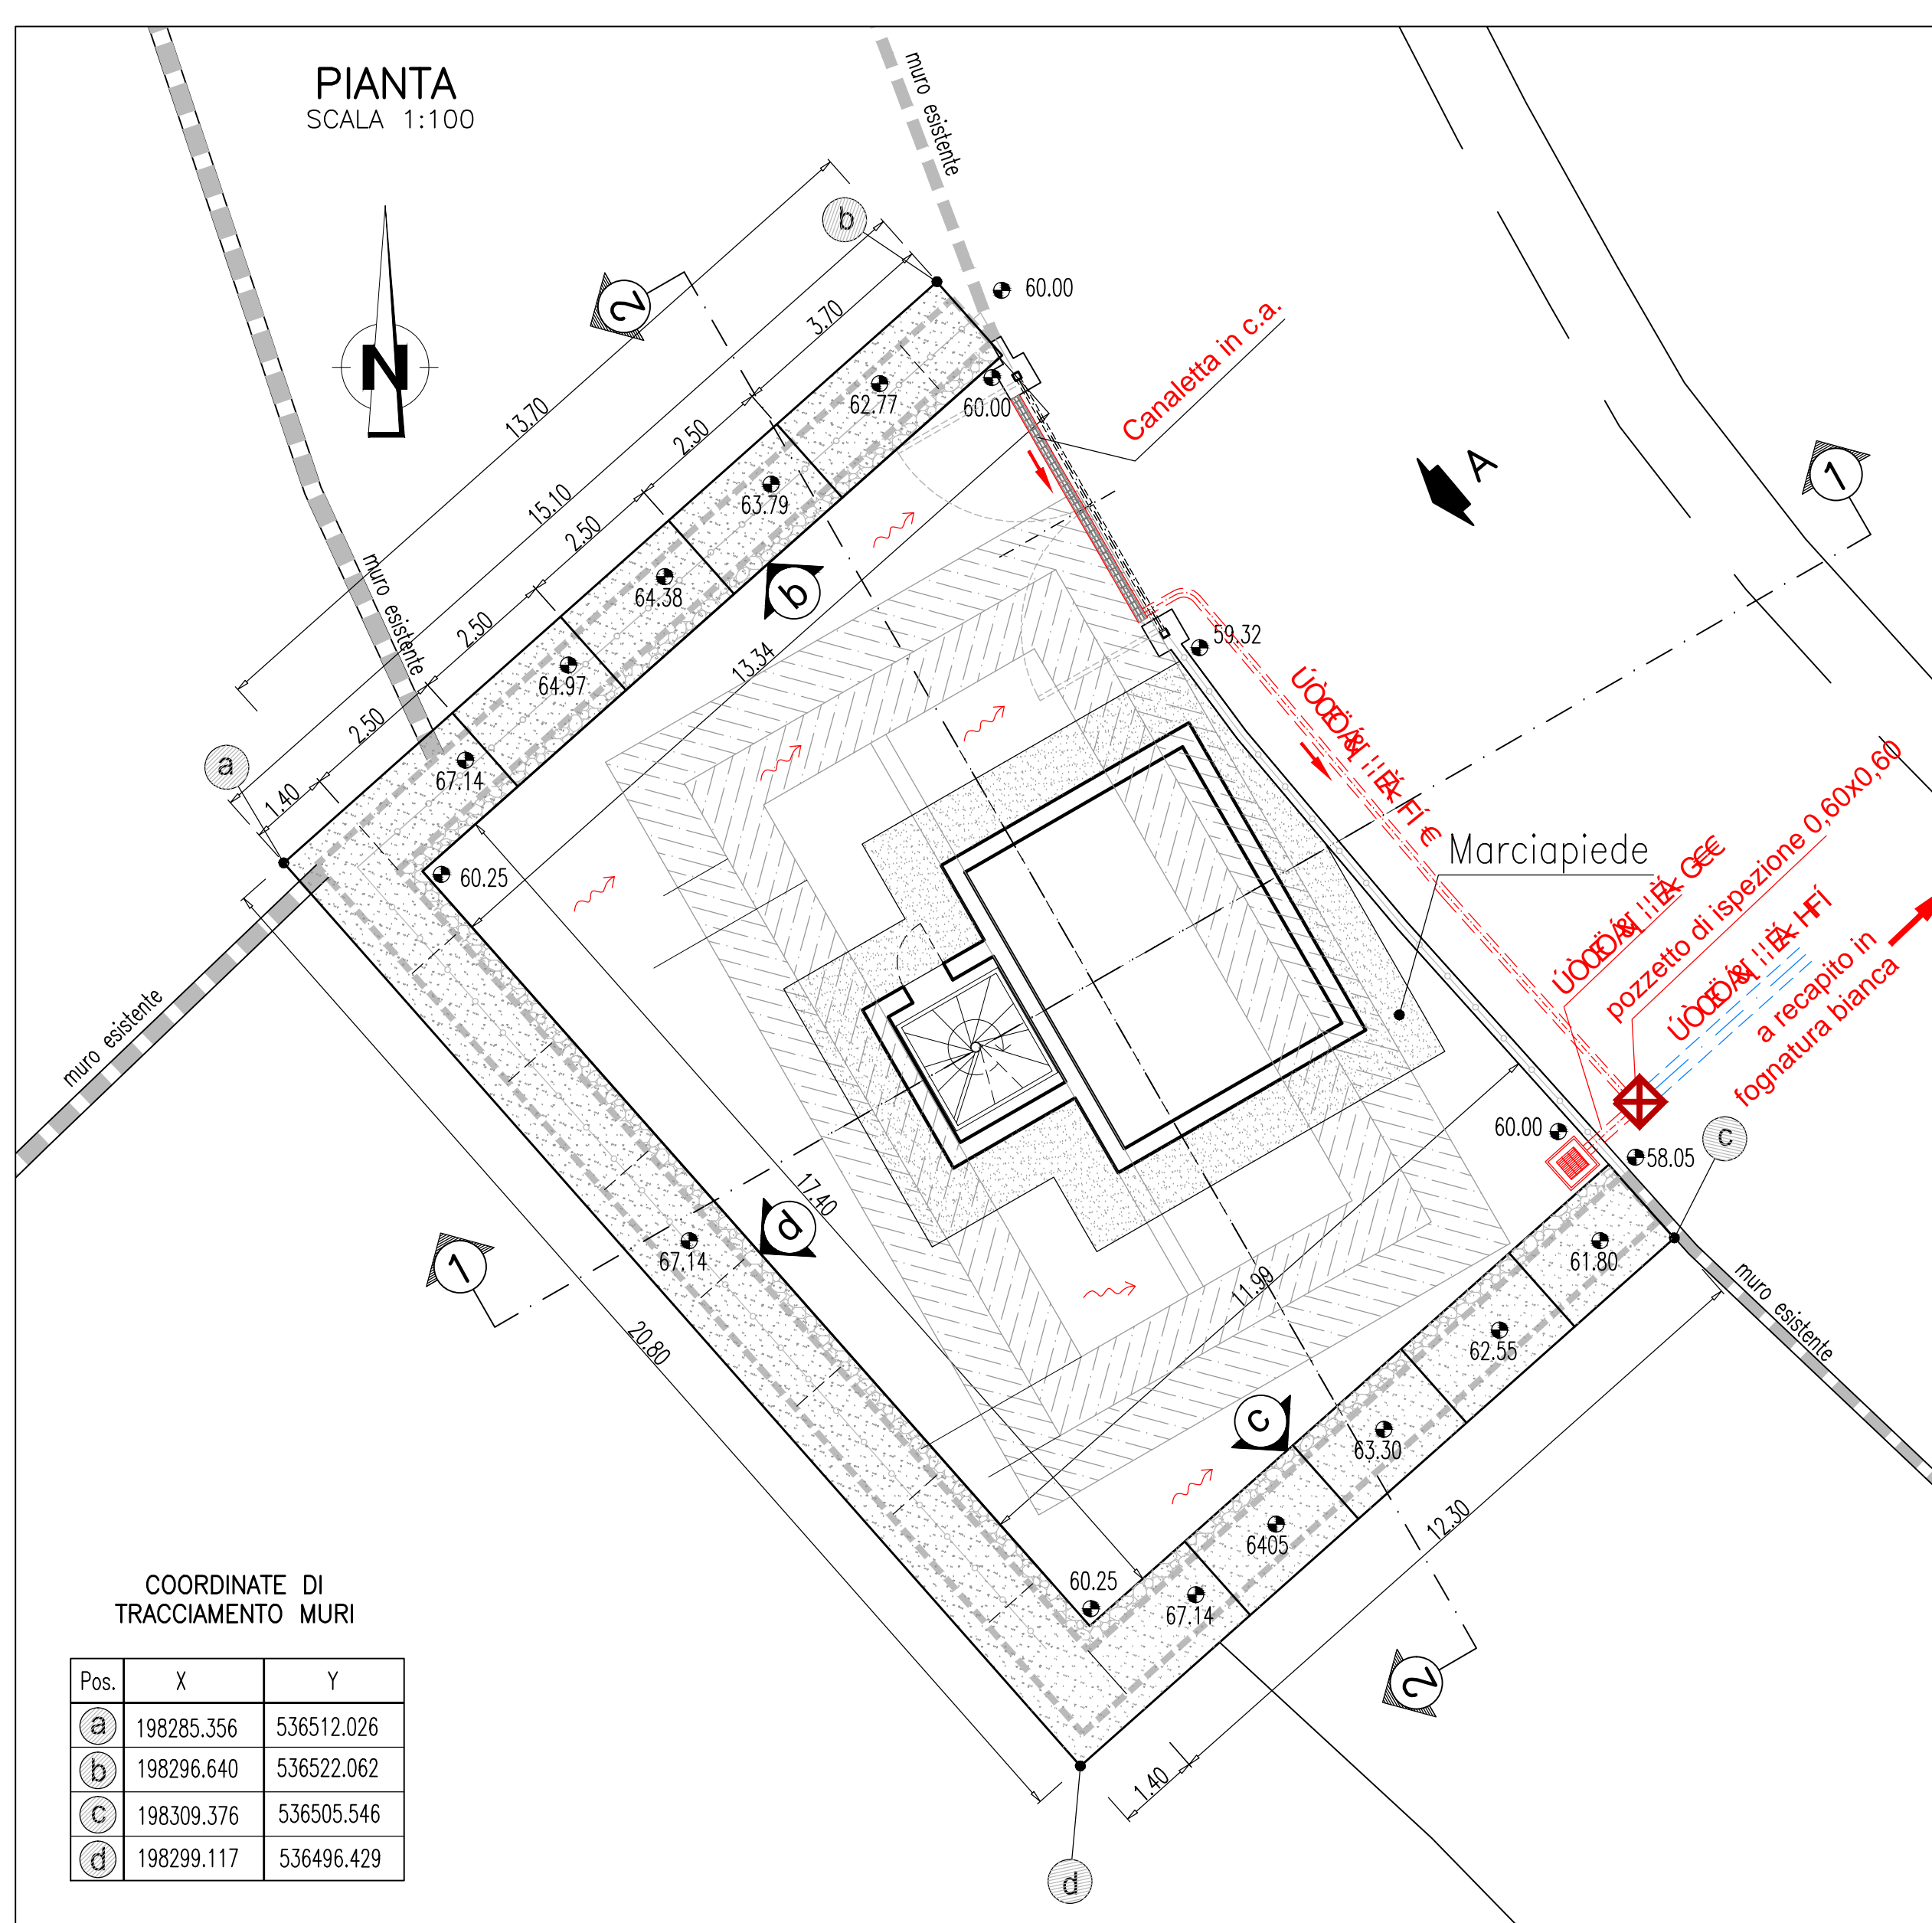 PIANTA
SCALA 1:100
muro esistente
b
2
60.00
3.70
Canaletta in c.a.
N
62.77
60.00
13.70
2.50
A
1
63.79
15.10
2.50
muro esistente
64.38
b
2.50
59.32
13.34
64.97
2.50
a
67.14
1.40
Marciapiede
60.25
pozzetto di ispezione 0,60x0,60
a recapito in
fognatura bianca
muro esistente
60.00
c
58.05
17.40
d
67.14
1
61.80
11.99
muro esistente
62.55
20.80
c
63.30
12.30
6405
60.25
67.14
2
1.40
d
COORDINATE DI
TRACCIAMENTO MURI
Pos. X Y
a 198285.356 536512.026
b 198296.640 536522.062
c 198309.376 536505.546
d 198299.117 536496.429